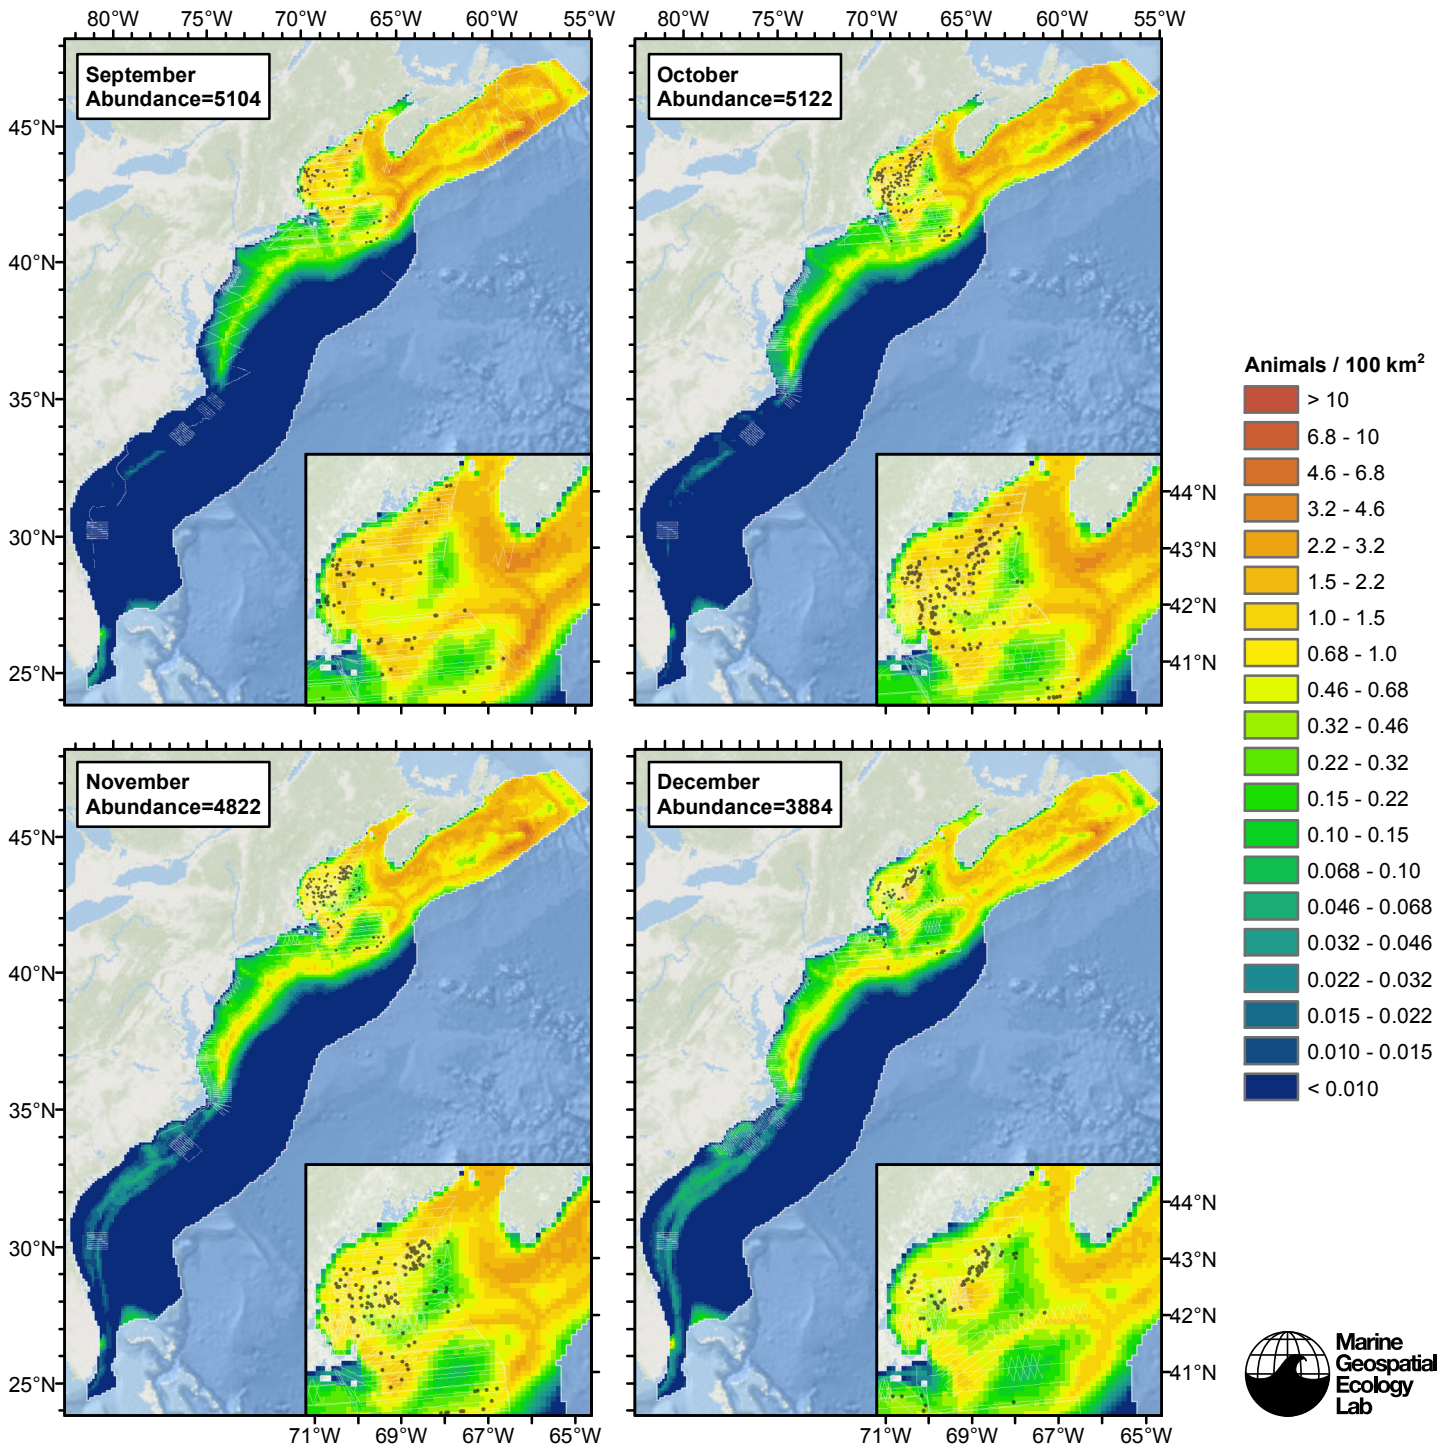 80°W 75°W 70°W 65°W 60°W 55°W
80°W 75°W 70°W 65°W 60°W 55°W
September
Abundance=5104
October
Abundance=5122
45°N
40°N
35°N
30°N
25°N
44°N
43°N
42°N
41°N
November
Abundance=4822
December
Abundance=3884
45°N
40°N
35°N
30°N
25°N
44°N
43°N
42°N
41°N
71°W 69°W 67°W 65°W
71°W 69°W 67°W 65°W
Animals / 100 km²
> 10
6.8 - 10
4.6 - 6.8
3.2 - 4.6
2.2 - 3.2
1.5 - 2.2
1.0 - 1.5
0.68 - 1.0
0.46 - 0.68
0.32 - 0.46
0.22 - 0.32
0.15 - 0.22
0.10 - 0.15
0.068 - 0.10
0.046 - 0.068
0.032 - 0.046
0.022 - 0.032
0.015 - 0.022
0.010 - 0.015
< 0.010
Marine
Geospatial
Ecology
Lab